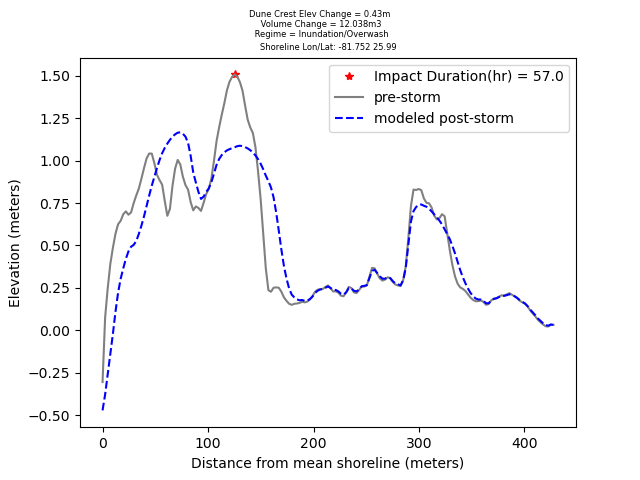 Dune Crest Elev Change = 0.43m
Volume Change = 12.038m3
Regime = Inundation/Overwash
Shoreline Lon/Lat: -81.752 25.99
Impact Duration(hr) = 57.0
pre-storm
modeled post-storm
1.50
1.25
1.00
0.75
0.50
0.25
0.00
−0.25
−0.50
Elevation (meters)
0 100 200 300 400
Distance from mean shoreline (meters)